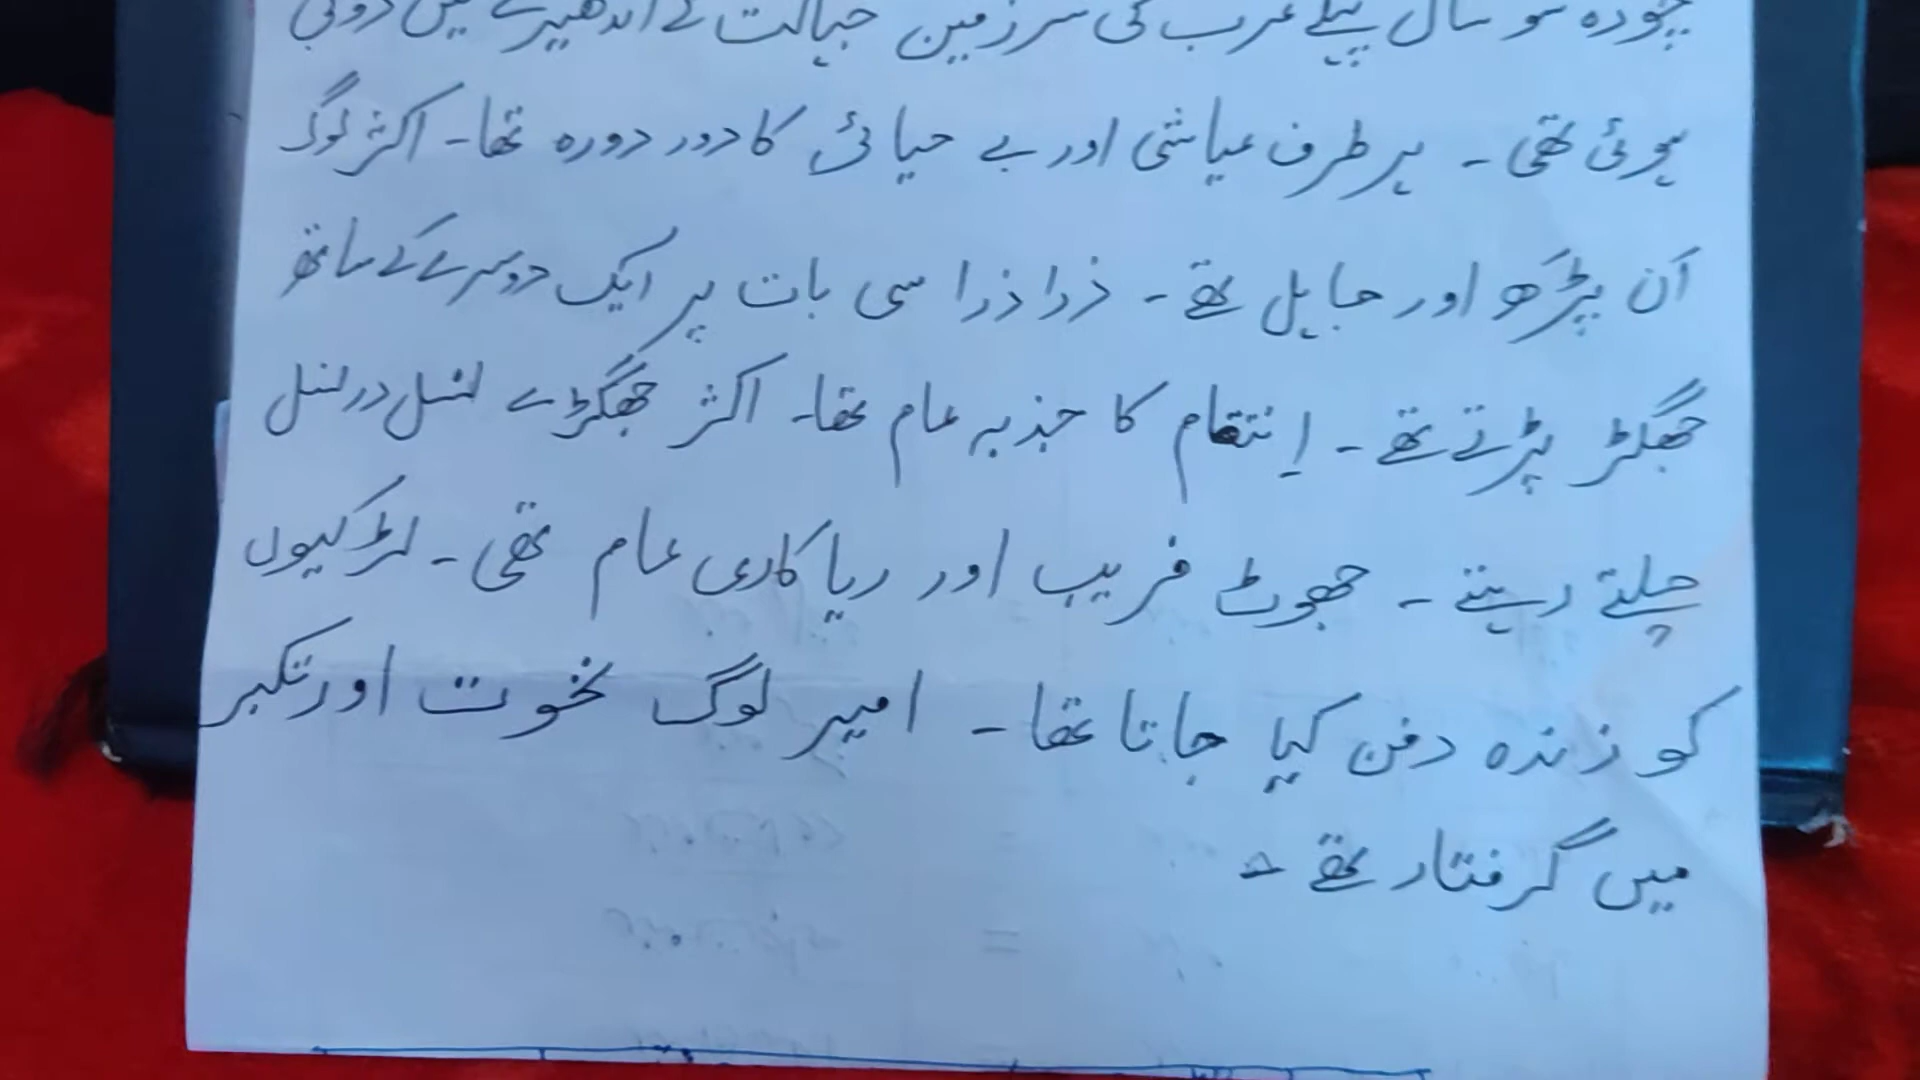 چودہ سو سال پہلے عرب کی سرزمین جہالت کے اندھیرے میں ڈوبی
ہوئی تھی ۔ ہر طرف عیاشی اور بے حیائی کا دور دورہ تھا۔ اکثر لوگ
اَن پڑھ اور جاہل تھے ۔ ذرا ذرا سی بات پر ایک دوسرے کے ساتھ
جھگڑ پڑتے تھے ۔ اِنتقام کا جذبہ عام تھا۔ اکثر جھگڑے نسل در نسل
چلتے رہتے ۔ جھوٹ فریب اور ریا کاری عام تھی ۔ لڑکیوں
کو زندہ دفن کیا جاتا تھا ۔ امیر لوگ نخوت اور تکبر
میں گرفتار تھے ۔